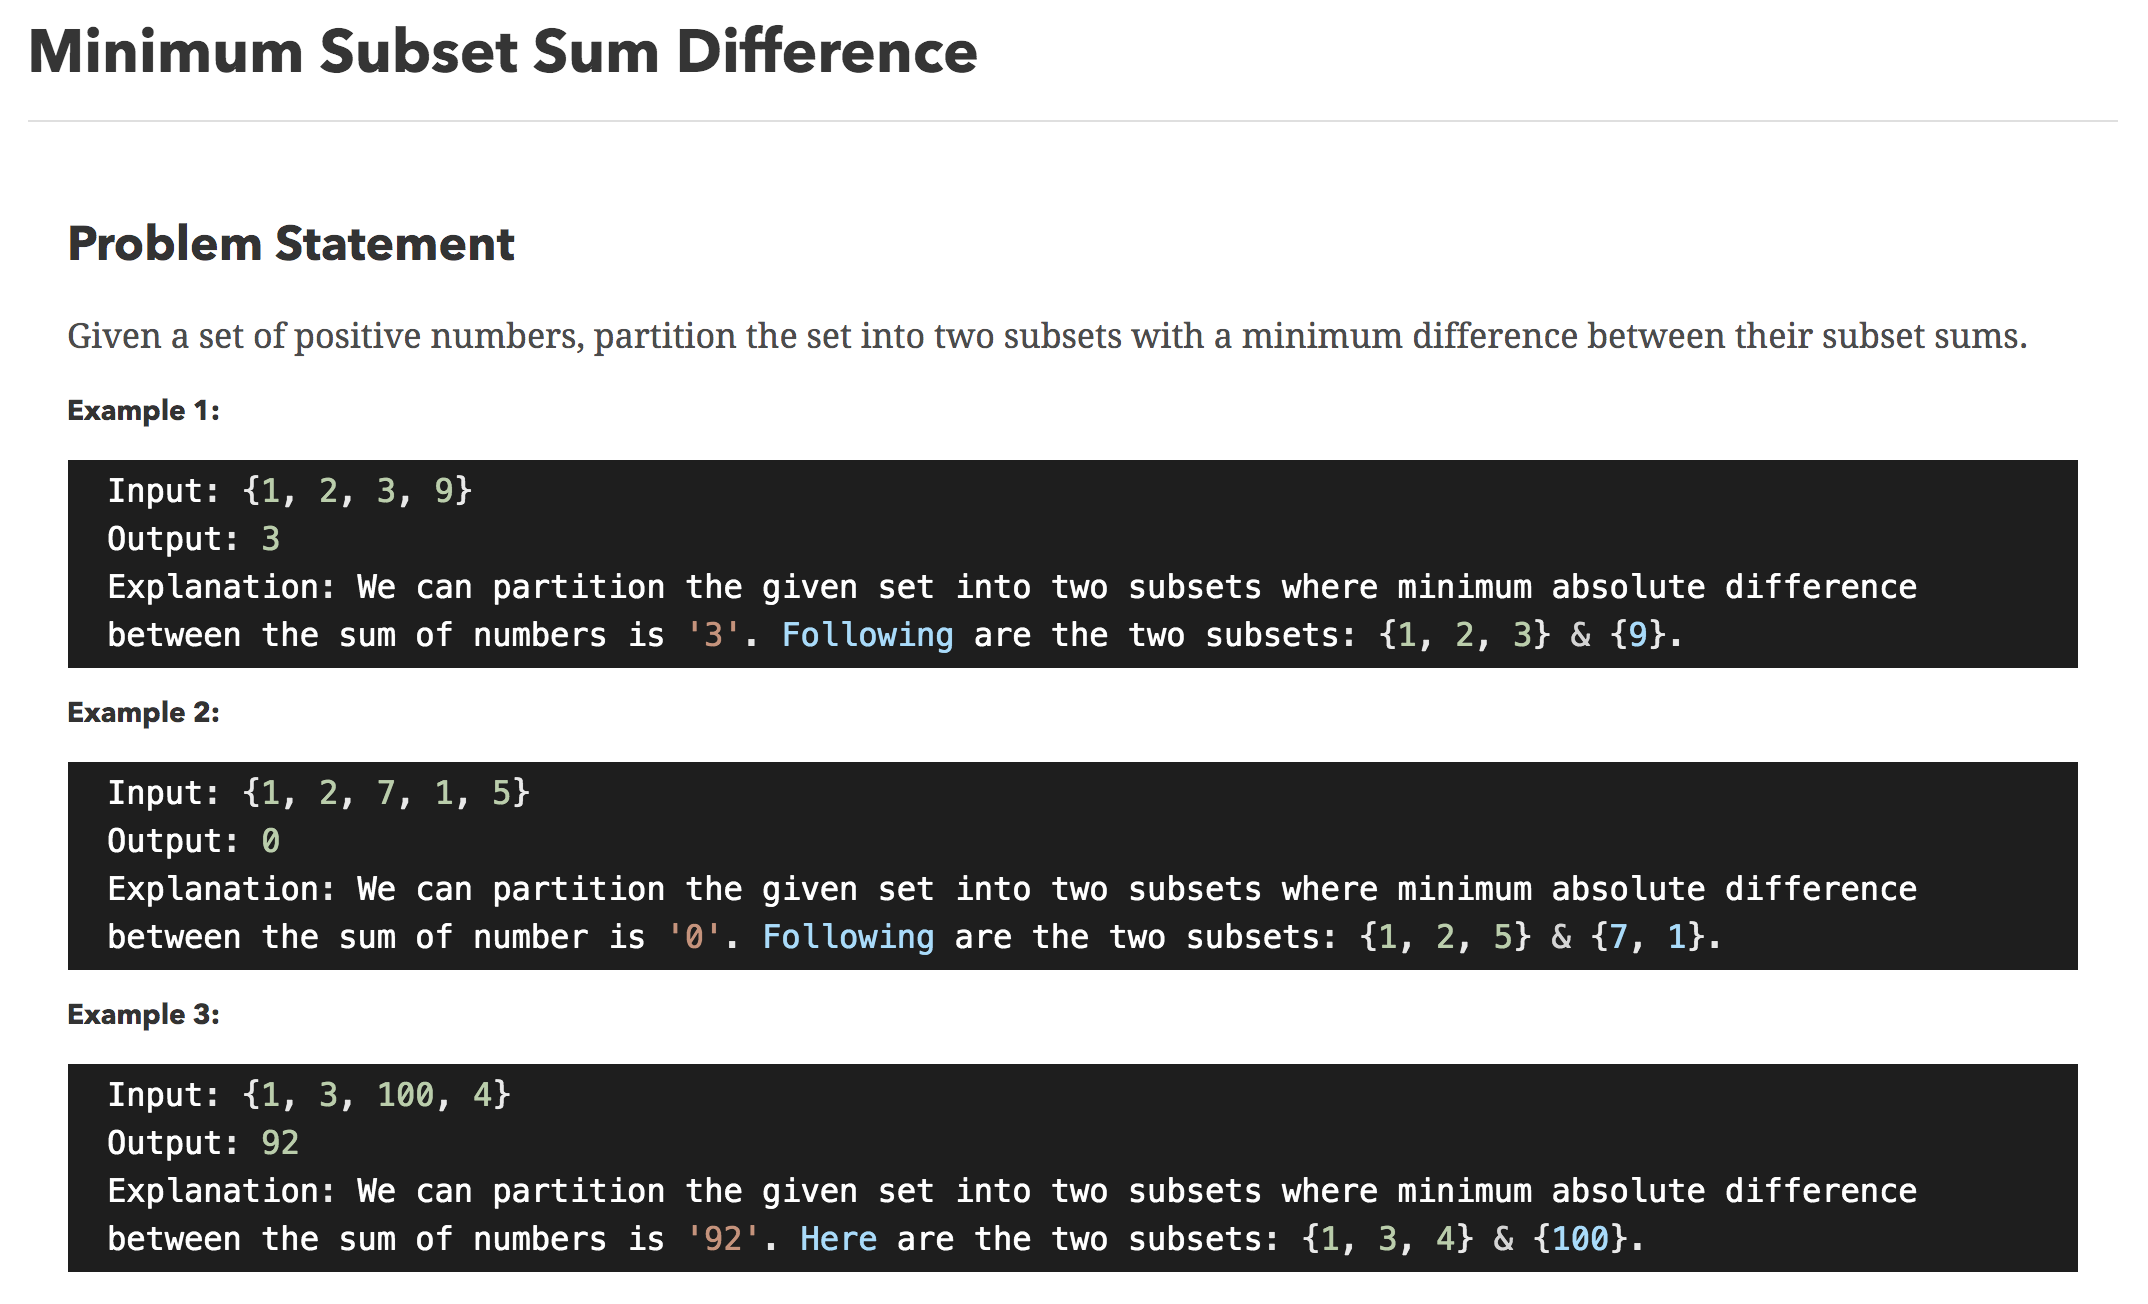 Minimum Subset Sum Difference
Problem Statement
Given a set of positive numbers, partition the set into two subsets with a minimum difference between their subset sums.
Example 1:
Input: {1, 2, 3, 9}
Output: 3
Explanation: We can partition the given set into two subsets where minimum absolute difference
between the sum of numbers is '3'. Following are the two subsets: {1, 2, 3} & {9}.
Example 2:
Input: {1, 2, 7, 1, 5}
Output: 0
Explanation: We can partition the given set into two subsets where minimum absolute difference
between the sum of number is '0'. Following are the two subsets: {1, 2, 5} & {7, 1}.
Example 3:
Input: {1, 3, 100, 4}
Output: 92
Explanation: We can partition the given set into two subsets where minimum absolute difference
between the sum of numbers is '92'. Here are the two subsets: {1, 3, 4} & {100}.